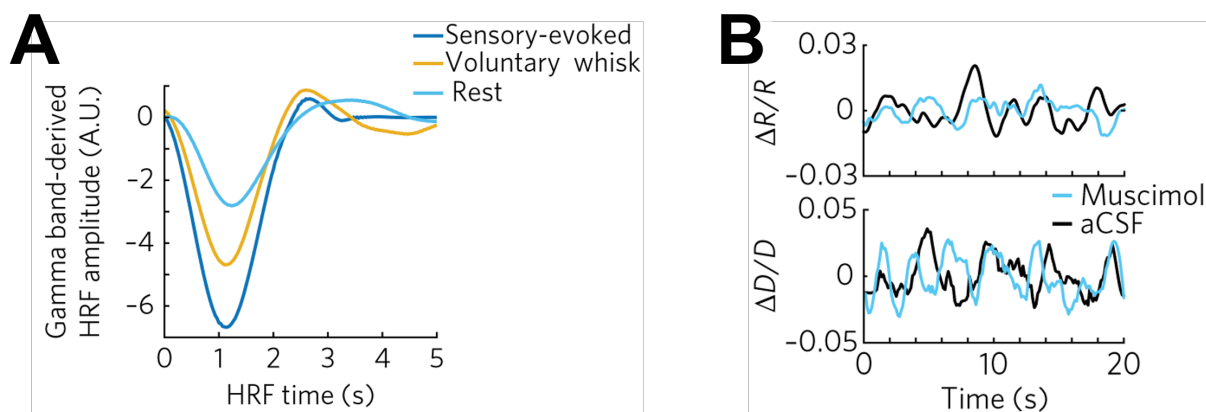 A
Sensory-evoked
Voluntary whisk
Rest
Gamma band-derived
HRF amplitude (A.U.)
0
-2
-4
-6
0 1 2 3 4 5
HRF time (s)
B
0.03
0
-0.03
ΔR/R
Muscimol
aCSF
0.05
0
-0.05
ΔD/D
0 10 20
Time (s)